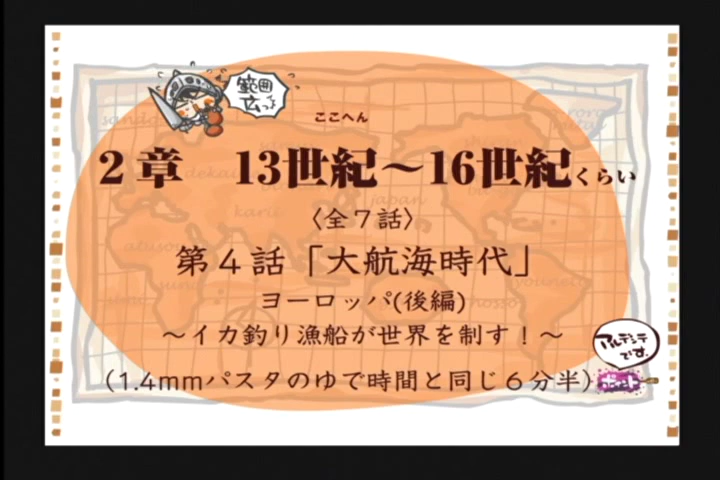 範囲
広っ
ここへん
2章 13世紀～16世紀くらい
〈全7話〉
第4話「大航海時代」
ヨーロッパ(後編)
～イカ釣り漁船が世界を制す！～
アルデンテ
です。
(1.4mmパスタのゆで時間と同じ6分半)
japan
karii